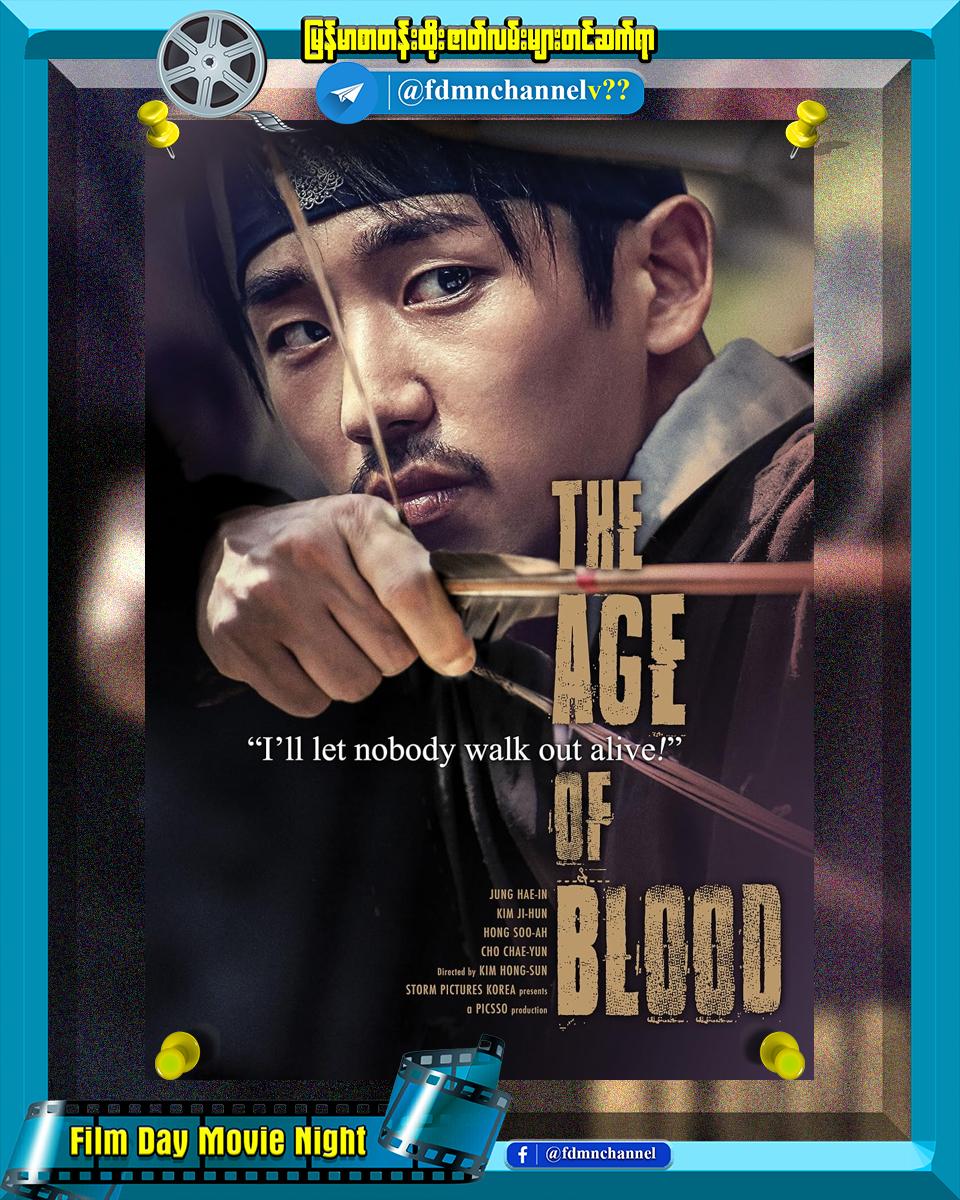 မြန်မာစာတန်းထိုးဇာတ်လမ်းများတင်ဆက်ရာ
@fdmnchannelv??
THE
AGE
“I’ll let nobody walk out alive!”
OF
BLOOD
JUNG HAE-IN
KIM JI-HUN
HONG SOO-AH
CHO CHAE-YUN
Directed by KIM HONG-SUN
STORM PICTURES KOREA presents
a PICSSO production
Film Day Movie Night
@fdmnchannel